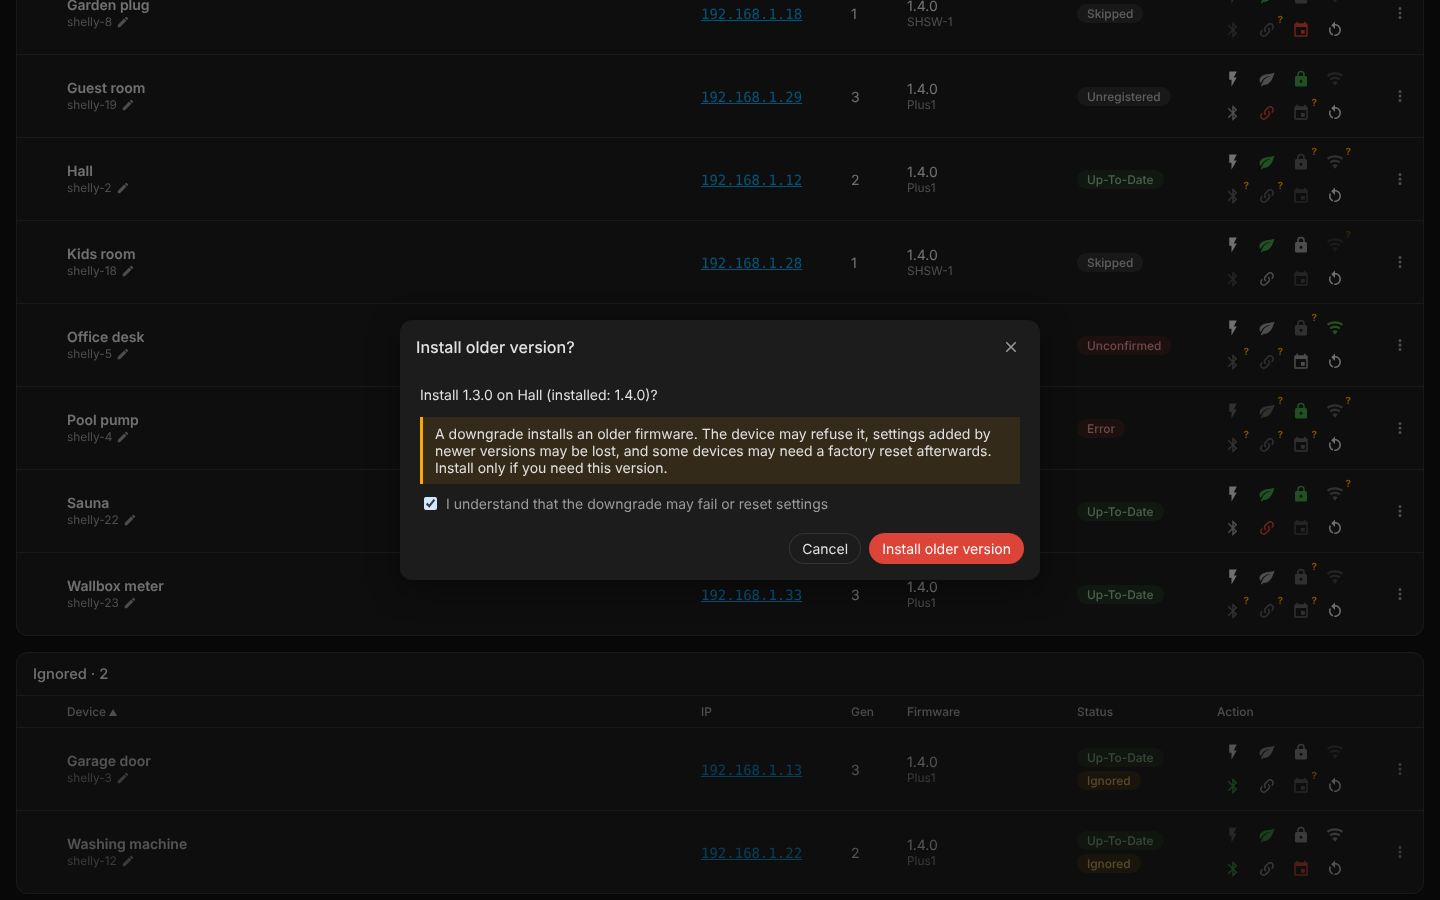 Garden plug
shelly-8
192.168.1.18
1
1.4.0
SHSW-1
Skipped
?
Guest room
shelly-19
192.168.1.29
3
1.4.0
Plus1
Unregistered
?
Hall
shelly-2
192.168.1.12
2
1.4.0
Plus1
Up-To-Date
? ?
? ?
Kids room
shelly-18
192.168.1.28
1
1.4.0
SHSW-1
Skipped
?
Office desk
shelly-5
Unconfirmed
?
? ?
Pool pump
shelly-4
Error
? ?
? ? ?
Sauna
shelly-22
Up-To-Date
?
Wallbox meter
shelly-23
192.168.1.33
3
1.4.0
Plus1
Up-To-Date
?
? ? ?
Install older version?
Install 1.3.0 on Hall (installed: 1.4.0)?
A downgrade installs an older firmware. The device may refuse it, settings added by
newer versions may be lost, and some devices may need a factory reset afterwards.
Install only if you need this version.
I understand that the downgrade may fail or reset settings
Cancel
Install older version
Ignored · 2
Device ▲ IP Gen Firmware Status Action
Garage door
shelly-3
192.168.1.13
3
1.4.0
Plus1
Up-To-Date
Ignored
?
Washing machine
shelly-12
192.168.1.22
2
1.4.0
Plus1
Up-To-Date
Ignored